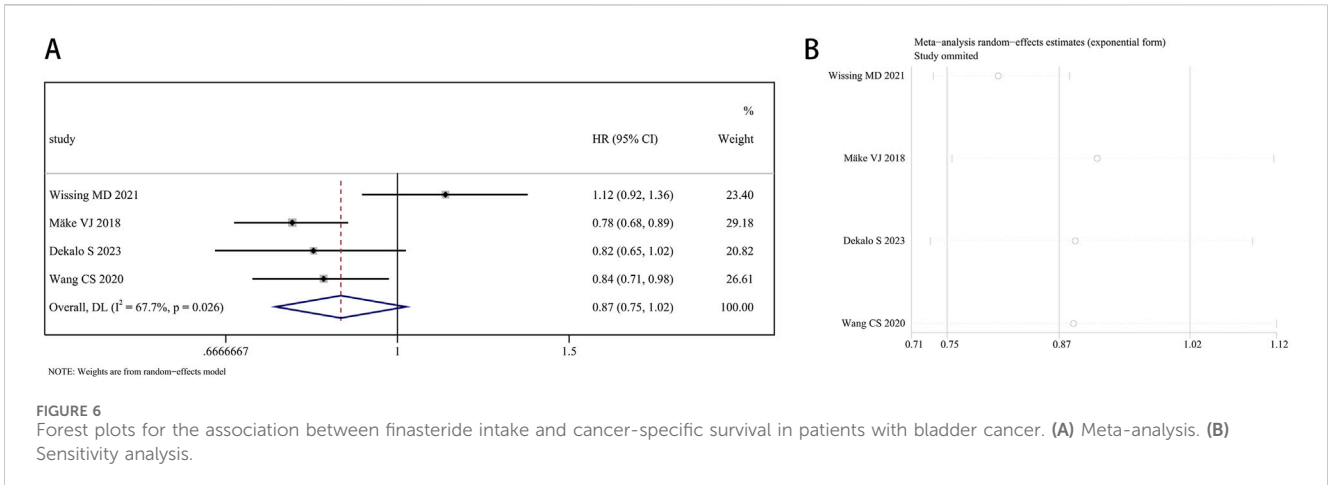 A
%
study HR (95% CI) Weight
Wissing MD 2021 1.12 (0.92, 1.36) 23.40
Mäke VJ 2018 0.78 (0.68, 0.89) 29.18
Dekalo S 2023 0.82 (0.65, 1.02) 20.82
Wang CS 2020 0.84 (0.71, 0.98) 26.61
Overall, DL (I² = 67.7%, p = 0.026) 0.87 (0.75, 1.02) 100.00
.6666667 1 1.5
NOTE: Weights are from random-effects model
B
Meta-analysis random-effects estimates (exponential form)
Study ommited
Wissing MD 2021
Mäke VJ 2018
Dekalo S 2023
Wang CS 2020
0.71 0.75 0.87 1.02 1.12
FIGURE 6
Forest plots for the association between finasteride intake and cancer-specific survival in patients with bladder cancer. (A) Meta-analysis. (B)
Sensitivity analysis.